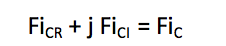 Fi_CR + j Fi_CI = Fi_C